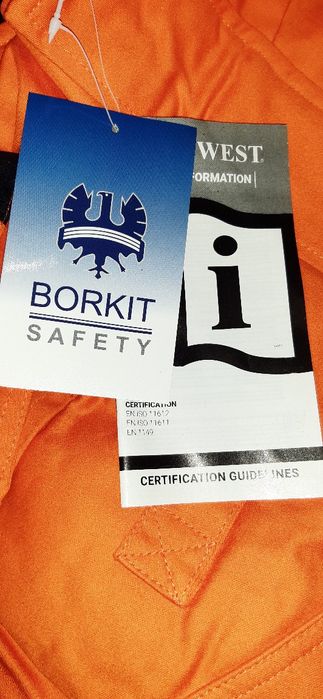 BORKIT
SAFETY
WEST
FORMATION
i
CERTIFICATION
EN ISO 11612
EN ISO 11611
EN 1149
CERTIFICATION GUIDELINES